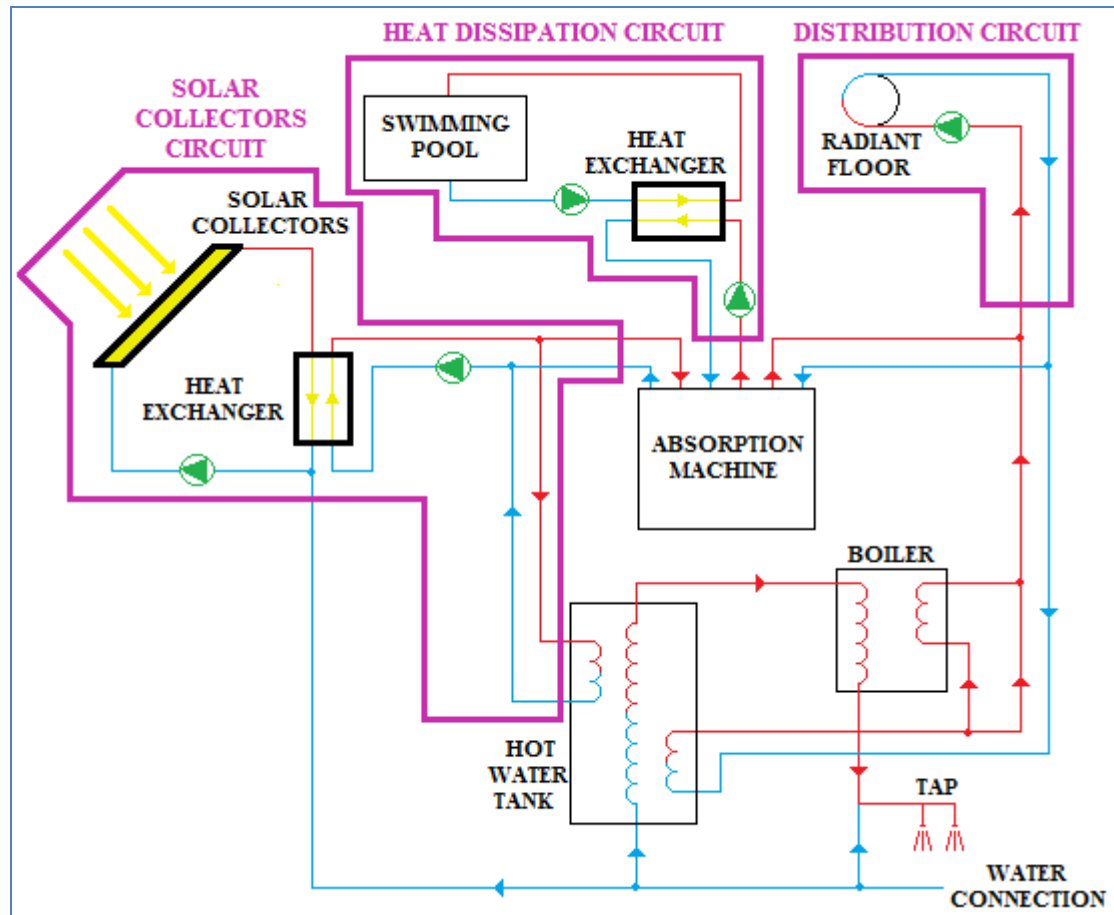 HEAT DISSIPATION CIRCUIT
DISTRIBUTION CIRCUIT
SOLAR
COLLECTORS
CIRCUIT
SWIMMING
POOL
HEAT
EXCHANGER
RADIANT
FLOOR
SOLAR
COLLECTORS
HEAT
EXCHANGER
ABSORPTION
MACHINE
BOILER
HOT
WATER
TANK
TAP
WATER
CONNECTION